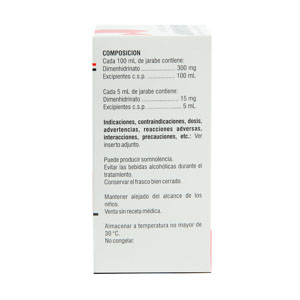 COMPOSICION
Cada 100 mL de jarabe contiene:
Dimenhidrinato ............ 300 mg
Excipientes c.s.p. ............ 100 mL
Cada 5 mL de jarabe contiene:
Dimenhidrinato ............ 15 mg
Excipientes c.s.p ............ 5 mL
Indicaciones, contraindicaciones, dosis,
advertencias, reacciones adversas,
interacciones, precauciones, etc.: Ver
inserto adjunto.
Puede producir somnolencia.
Evitar las bebidas alcohólicas durante el
tratamiento.
Conservar el frasco bien cerrado.
Mantener alejado del alcance de los
niños.
Venta sin receta médica.
Almacenar a temperatura no mayor de
30 °C.
No congelar.